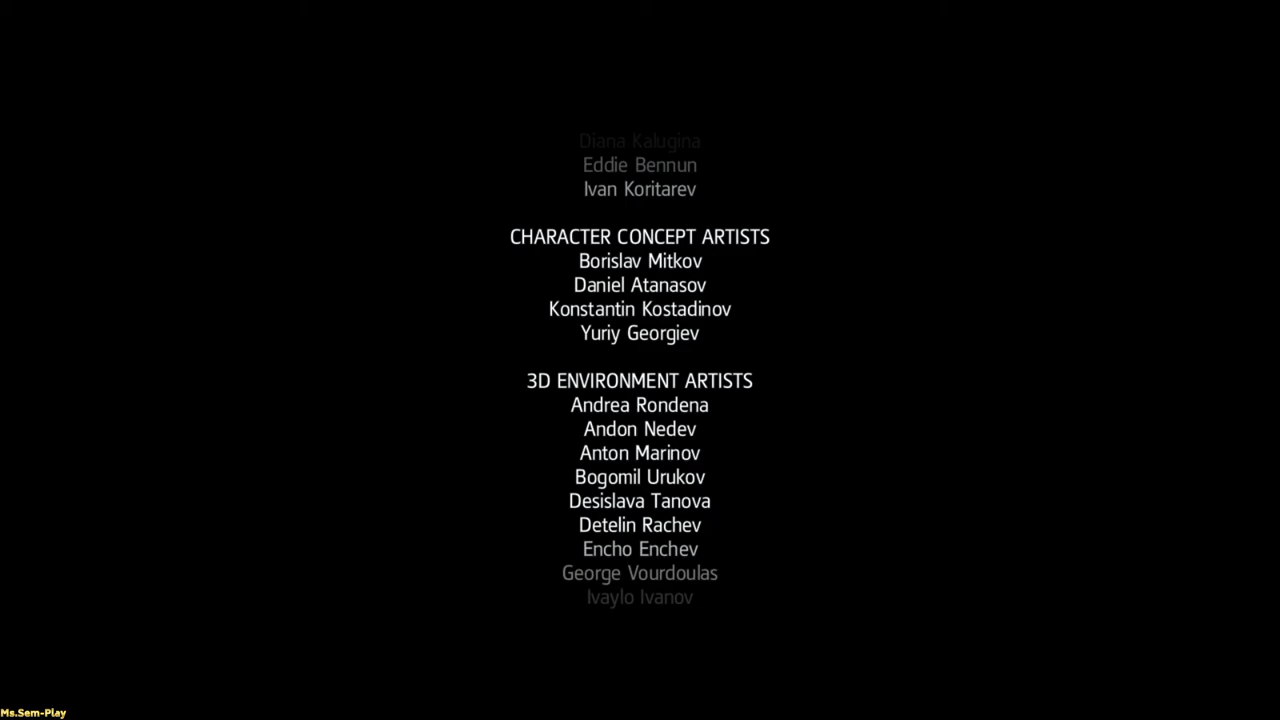 Diana Kalugina
Eddie Bennun
Ivan Koritarev
CHARACTER CONCEPT ARTISTS
Borislav Mitkov
Daniel Atanasov
Konstantin Kostadinov
Yuriy Georgiev
3D ENVIRONMENT ARTISTS
Andrea Rondena
Andon Nedev
Anton Marinov
Bogomil Urukov
Desislava Tanova
Detelin Rachev
Encho Enchev
George Vourdoulas
Ivaylo Ivanov
Ms.Sem-Play